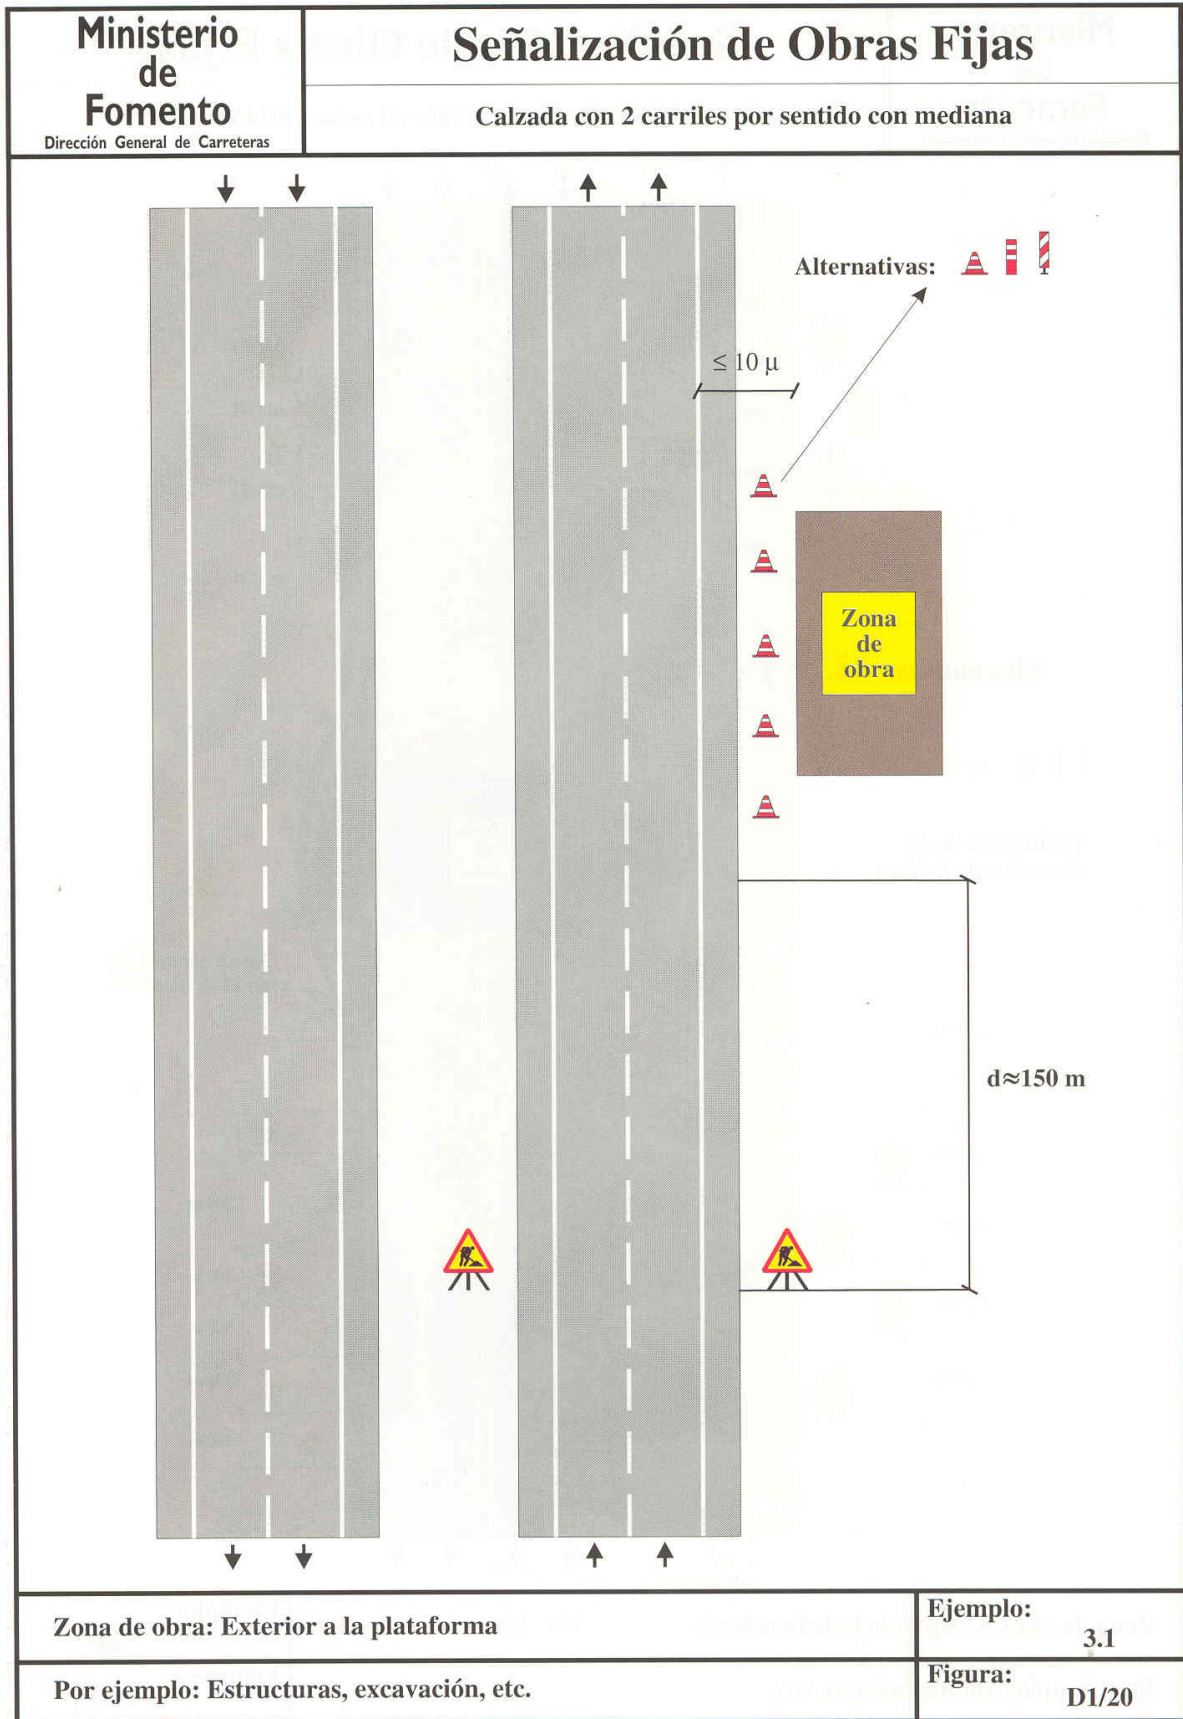 Ministerio
de
Fomento
Dirección General de Carreteras
Señalización de Obras Fijas
Calzada con 2 carriles por sentido con mediana
Alternativas:
≤ 10 µ
Zona
de
obra
d≈150 m
Zona de obra: Exterior a la plataforma
Ejemplo:
3.1
Por ejemplo: Estructuras, excavación, etc.
Figura:
D1/20